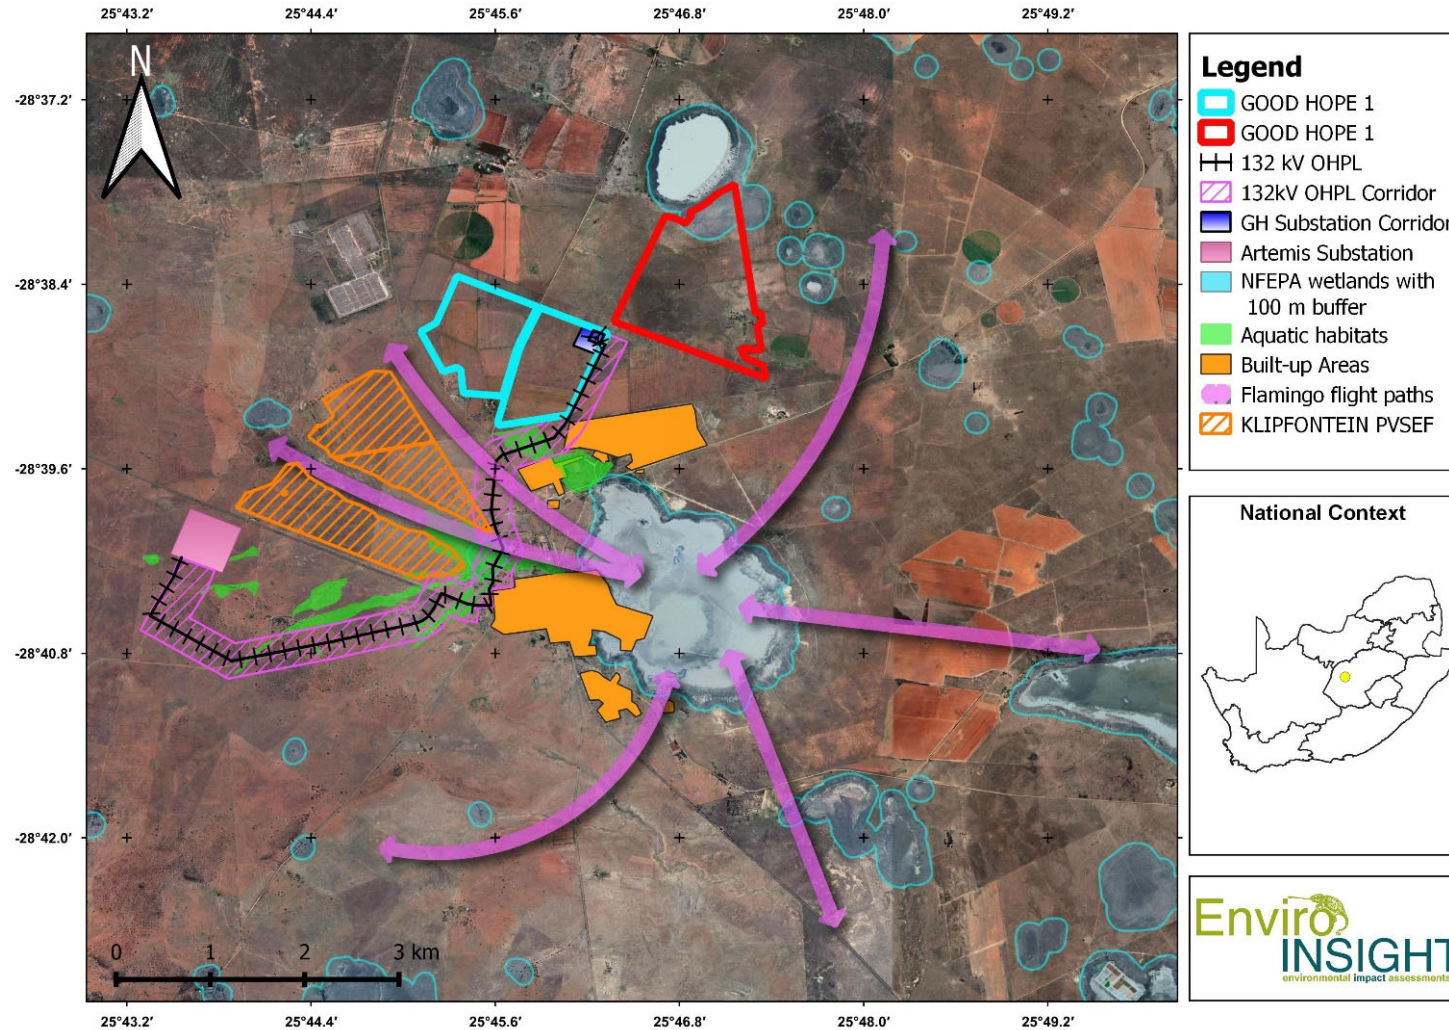 25°43.2' 25°44.4' 25°45.6' 25°46.8' 25°48.0' 25°49.2'
N
-28°37.2'
-28°38.4'
-28°39.6'
-28°40.8'
-28°42.0'
0 1 2 3 km
25°43.2' 25°44.4' 25°45.6' 25°46.8' 25°48.0' 25°49.2'
Legend
GOOD HOPE 1
GOOD HOPE 1
132 kV OHPL
132kV OHPL Corridor
GH Substation Corridor
Artemis Substation
NFEPA wetlands with
100 m buffer
Aquatic habitats
Built-up Areas
Flamingo flight paths
KLIPFONTEIN PVSEF
National Context
Enviro
INSIGHT
environmental impact assessments